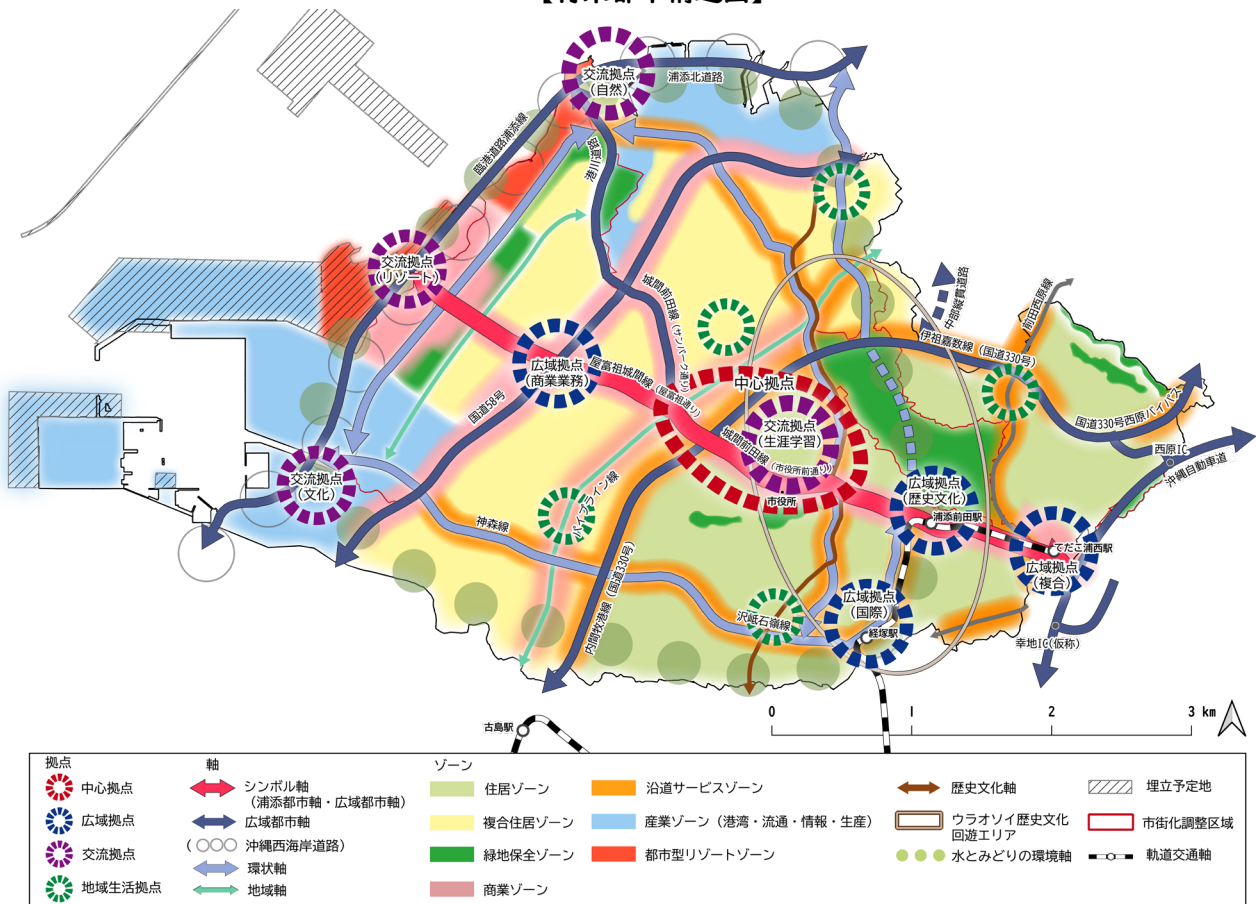 交流拠点
（自然）
浦添北道路
臨港道路浦添線
港川道路
交流拠点
（リゾート）
城間前田線（サンパーク通り）
中部縦貫道路
前田西原線
伊祖嘉数線（国道330号）
広域拠点
（商業業務）
屋富祖城間線（屋富祖通り）
国道58号
中心拠点
交流拠点
（生涯学習）
城間前田線（市役所前通り）
市役所
国道330号西原バイパス
西原IC
沖縄自動車道
交流拠点
（文化）
神森線
パイプライン線
内間牧港線（国道330号）
広域拠点
（歴史文化）
浦添前田駅
てだこ浦西駅
広域拠点
（複合）
広域拠点
（国際）
沢岻石嶺線
経塚駅
幸地IC（仮称）
古島駅
0 1 2 3 km
拠点
中心拠点
広域拠点
交流拠点
地域生活拠点
軸
シンボル軸
（浦添都市軸・広域都市軸）
広域都市軸
（ 沖縄西海岸道路）
環状軸
地域軸
ゾーン
住居ゾーン
複合住居ゾーン
緑地保全ゾーン
商業ゾーン
沿道サービスゾーン
産業ゾーン（港湾・流通・情報・生産）
都市型リゾートゾーン
歴史文化軸
ウラオソイ歴史文化
回遊エリア
水とみどりの環境軸
埋立予定地
市街化調整区域
軌道交通軸